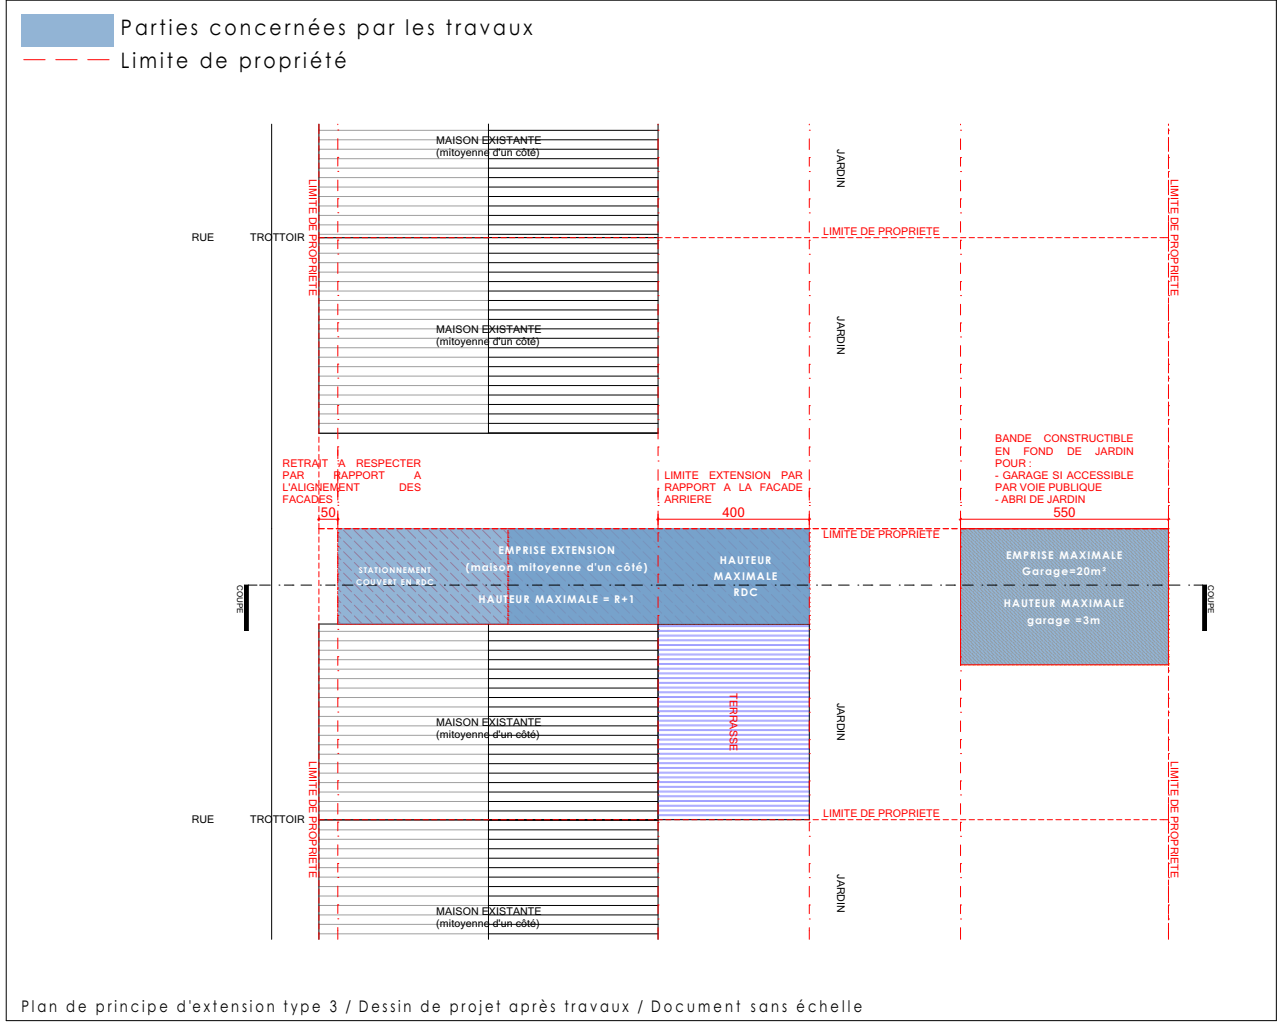 Parties concernées par les travaux
Limite de propriété
MAISON EXISTANTE
(mitoyenne d'un côté)
JARDIN
LIMITE DE PROPRIETE
LIMITE DE PROPRIETE
RUE
TROTTOIR
LIMITE DE PROPRIETE
MAISON EXISTANTE
(mitoyenne d'un côté)
JARDIN
RETRAIT A RESPECTER
PAR RAPPORT A
L'ALIGNEMENT DES
FACADES
50
LIMITE EXTENSION PAR
RAPPORT A LA FACADE
ARRIERE
400
BANDE CONSTRUCTIBLE
EN FOND DE JARDIN
POUR :
- GARAGE SI ACCESSIBLE
PAR VOIE PUBLIQUE
- ABRI DE JARDIN
550
LIMITE DE PROPRIETE
STATIONNEMENT
COUVERT EN RDC
EMPRISE EXTENSION
(maison mitoyenne d'un côté)
HAUTEUR MAXIMALE = R+1
HAUTEUR
MAXIMALE
RDC
EMPRISE MAXIMALE
Garage=20m²
HAUTEUR MAXIMALE
garage =3m
COUPE
COUPE
MAISON EXISTANTE
(mitoyenne d'un côté)
TERRASSE
JARDIN
LIMITE DE PROPRIETE
LIMITE DE PROPRIETE
RUE
TROTTOIR
LIMITE DE PROPRIETE
MAISON EXISTANTE
(mitoyenne d'un côté)
JARDIN
Plan de principe d'extension type 3 / Dessin de projet après travaux / Document sans échelle